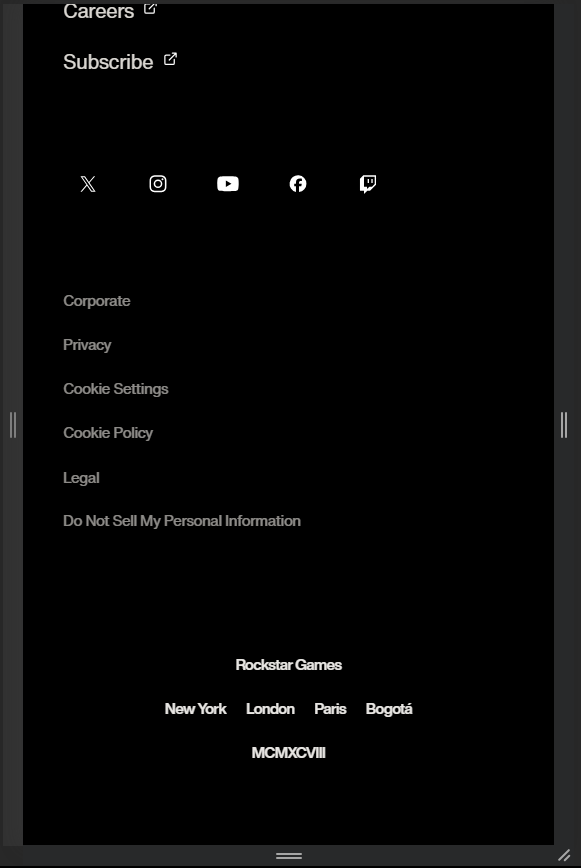 Careers
Subscribe
Corporate
Privacy
Cookie Settings
Cookie Policy
Legal
Do Not Sell My Personal Information
Rockstar Games
New York London Paris Bogotá
MCMXCVIII